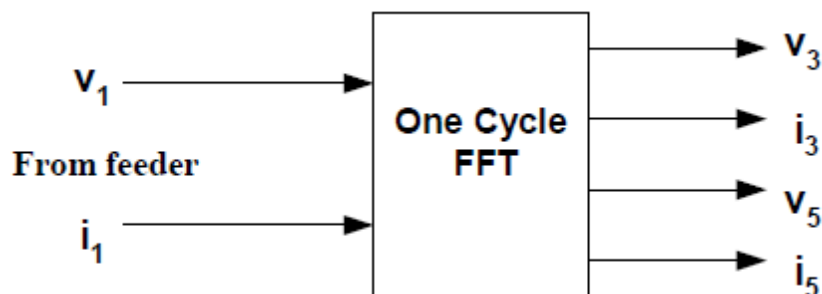 v₁
From feeder
i₁
One Cycle
FFT
v₃
i₃
v₅
i₅